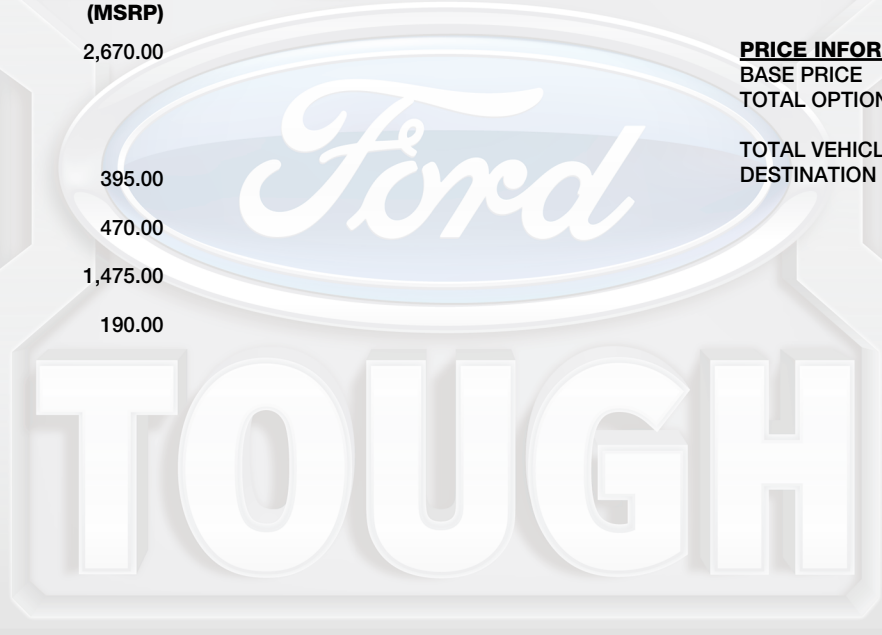 (MSRP)
2,670.00
395.00
470.00
1,475.00
190.00
PRICE INFOR
BASE PRICE
TOTAL OPTION
TOTAL VEHICL
DESTINATION
Ford
TOUGH